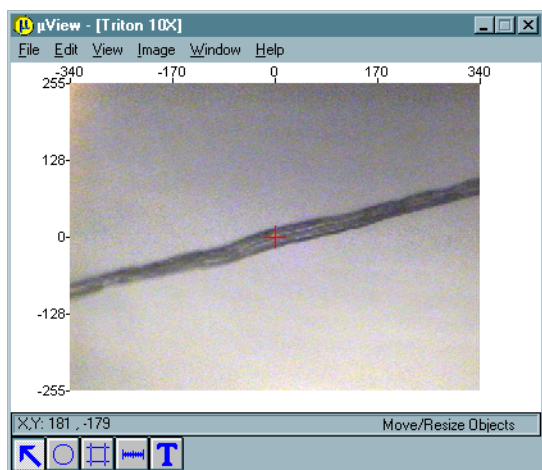 µ µView - [Triton 10X]
File Edit View Image Window Help
-340 -170 0 170 340
255-
128-
0-
-128-
-255-
X,Y: 181 , -179 Move/Resize Objects
T